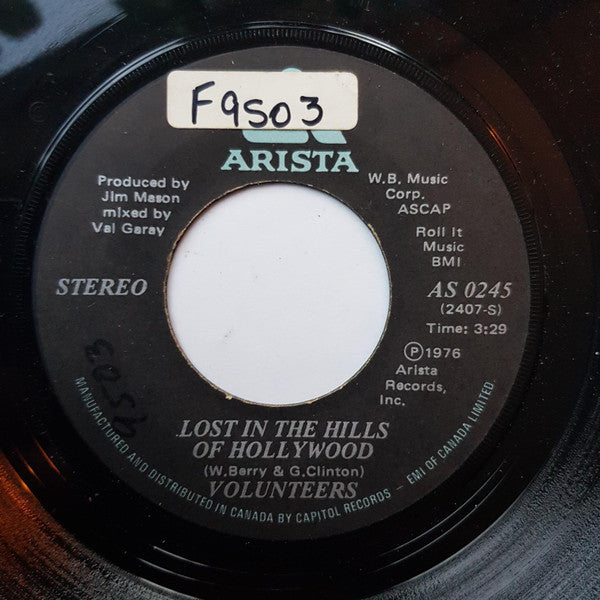 F9503
ARISTA
Produced by
Jim Mason
mixed by
Val Garay
W.B. Music
Corp.
ASCAP
Roll It
Music
BMI
STEREO
AS 0245
(2407-S)
Time: 3:29
Ⓟ1976
Arista
Records,
Inc.
LOST IN THE HILLS
OF HOLLYWOOD
(W.Berry & G.Clinton)
VOLUNTEERS
MANUFACTURED AND DISTRIBUTED IN CANADA BY CAPITOL RECORDS - EMI OF CANADA LIMITED